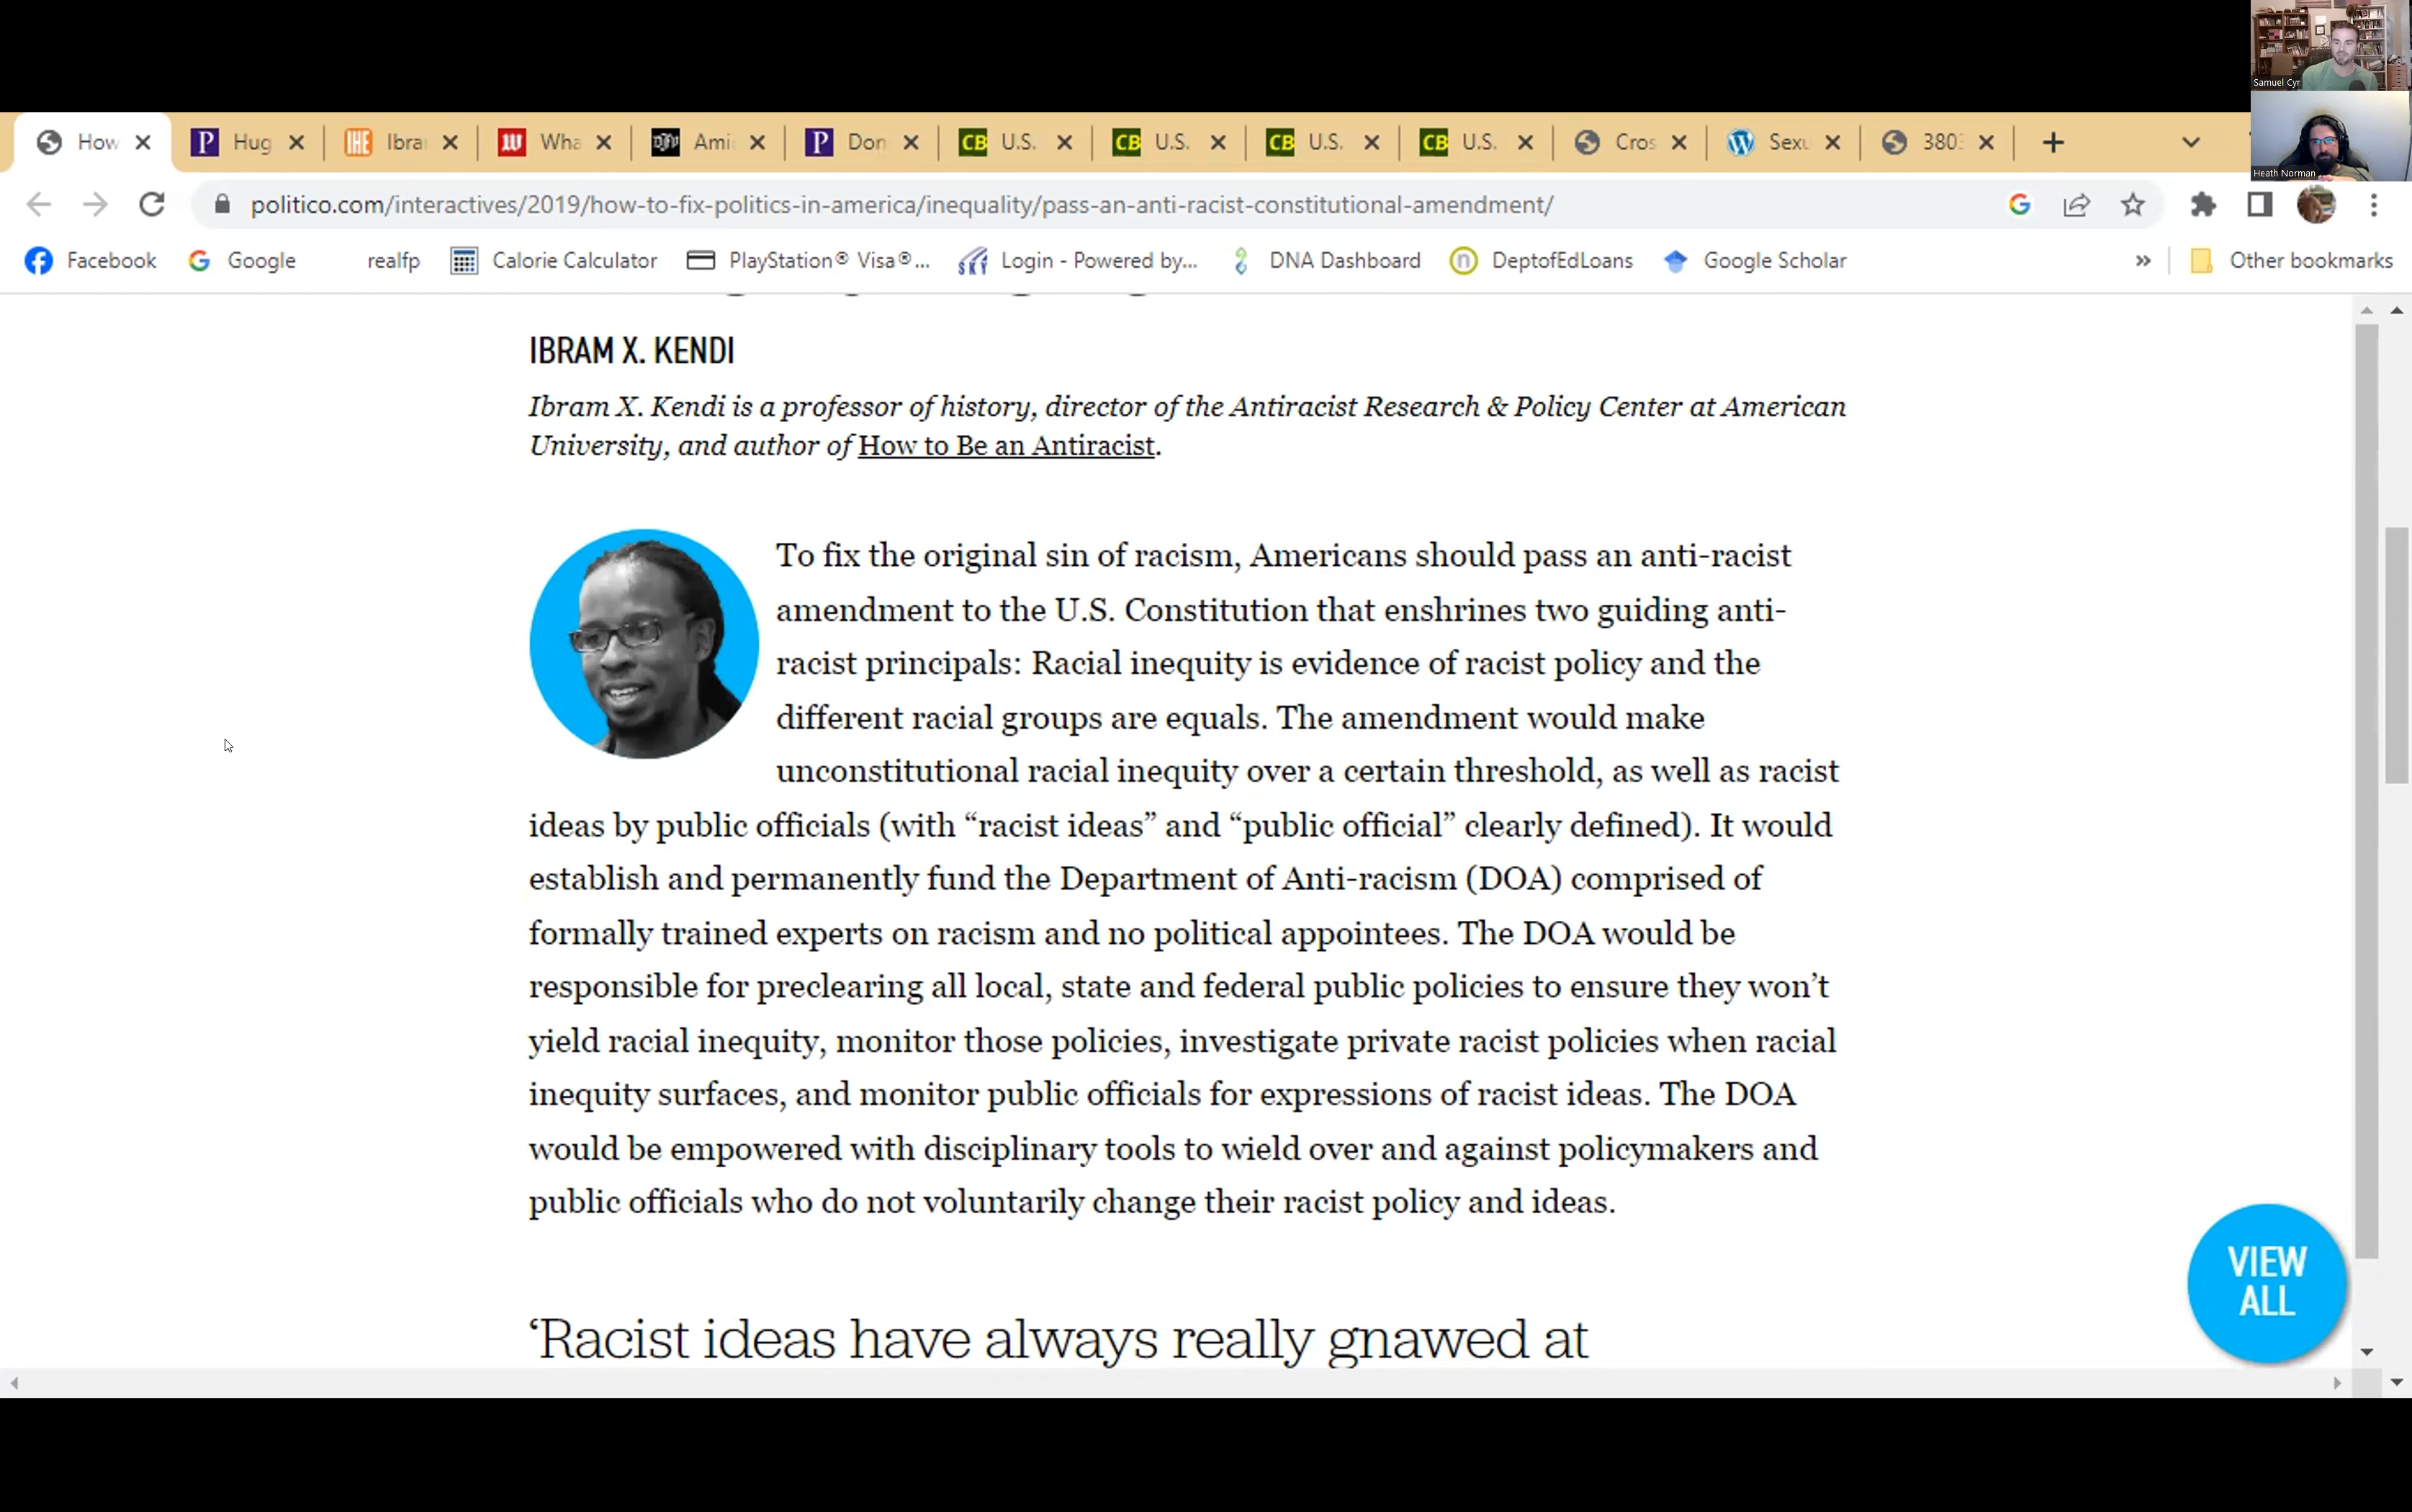 Samuel Cyr
Heath Norman
How
Hug
Ibra
Wha
Ami
Don
U.S.
U.S.
U.S.
U.S.
Cros
Sexu
3803
politico.com/interactives/2019/how-to-fix-politics-in-america/inequality/pass-an-anti-racist-constitutional-amendment/
Facebook Google realfp Calorie Calculator PlayStation® Visa®... Login - Powered by... DNA Dashboard DeptofEdLoans Google Scholar » Other bookmarks
IBRAM X. KENDI
Ibram X. Kendi is a professor of history, director of the Antiracist Research & Policy Center at American
University, and author of How to Be an Antiracist.
To fix the original sin of racism, Americans should pass an anti-racist
amendment to the U.S. Constitution that enshrines two guiding anti-
racist principals: Racial inequity is evidence of racist policy and the
different racial groups are equals. The amendment would make
unconstitutional racial inequity over a certain threshold, as well as racist
ideas by public officials (with “racist ideas” and “public official” clearly defined). It would
establish and permanently fund the Department of Anti-racism (DOA) comprised of
formally trained experts on racism and no political appointees. The DOA would be
responsible for preclearing all local, state and federal public policies to ensure they won’t
yield racial inequity, monitor those policies, investigate private racist policies when racial
inequity surfaces, and monitor public officials for expressions of racist ideas. The DOA
would be empowered with disciplinary tools to wield over and against policymakers and
public officials who do not voluntarily change their racist policy and ideas.
‘Racist ideas have always really gnawed at
VIEW
ALL